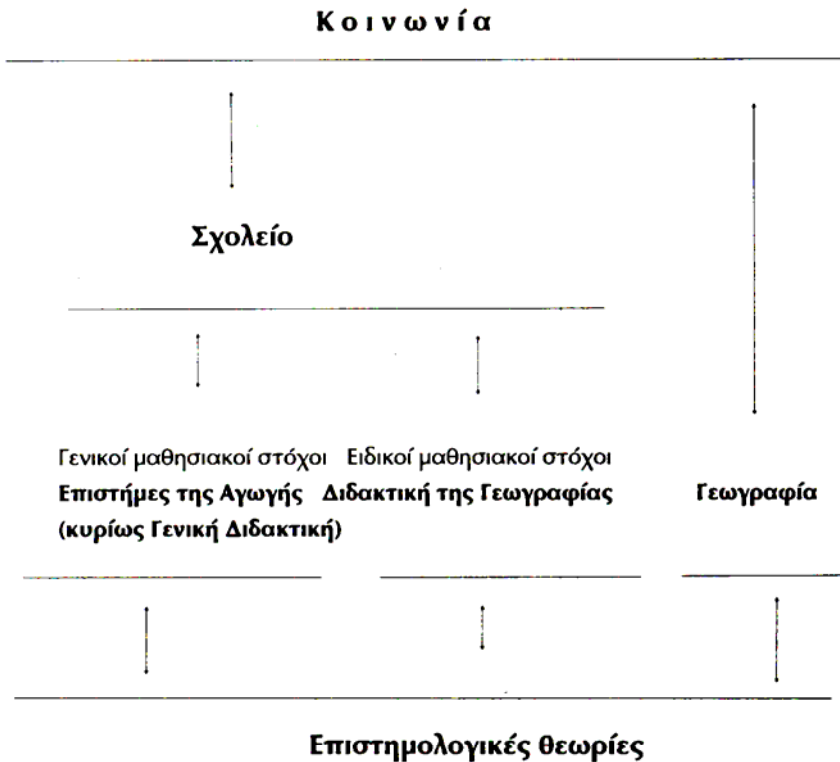 Κοινωνία
Σχολείο
Γενικοί μαθησιακοί στόχοι Ειδικοί μαθησιακοί στόχοι
Επιστήμες της Αγωγής Διδακτική της Γεωγραφίας Γεωγραφία
(κυρίως Γενική Διδακτική)
Επιστημολογικές θεωρίες